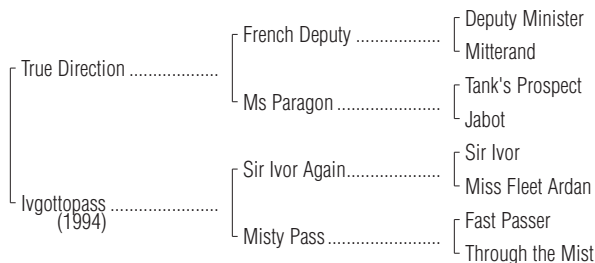 Deputy Minister
French Deputy ...................
Mitterand
True Direction ...................
Tank's Prospect
Ms Paragon .......................
Jabot
Sir Ivor
Sir Ivor Again.....................
Miss Fleet Ardan
Ivgottopass .......................
(1994)
Fast Passer
Misty Pass.........................
Through the Mist